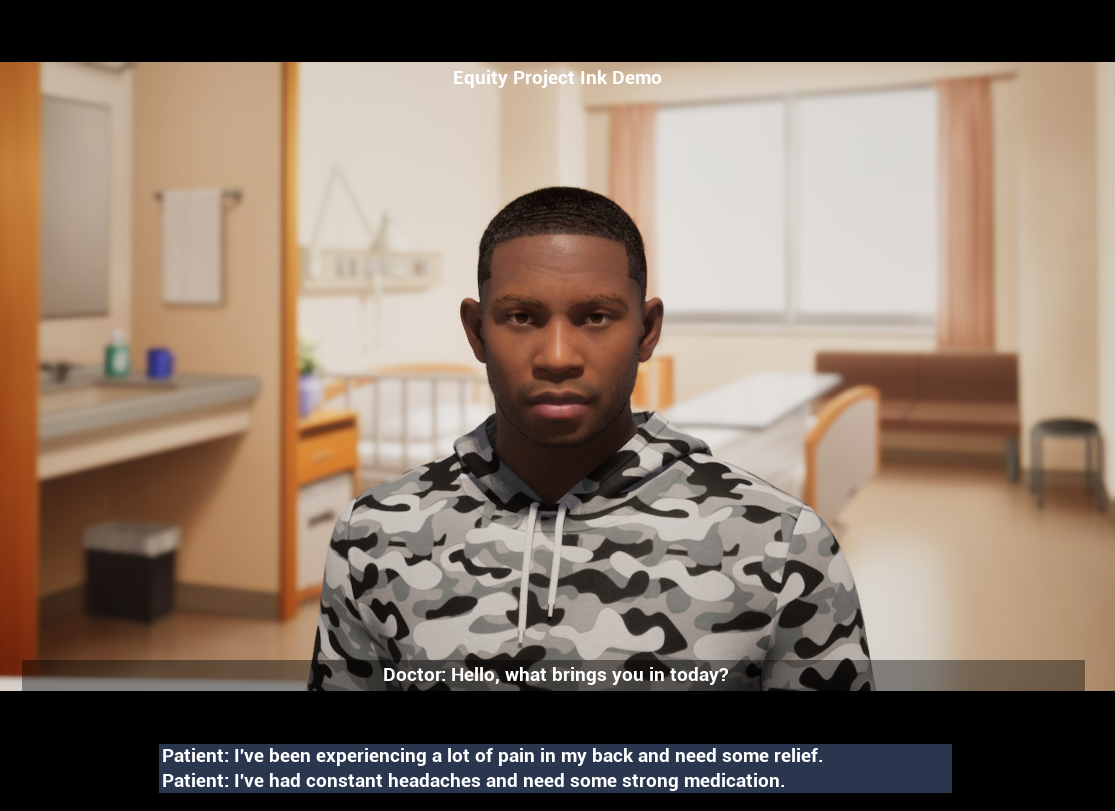 Equity Project Ink Demo
Doctor: Hello, what brings you in today?
Patient: I've been experiencing a lot of pain in my back and need some relief.
Patient: I've had constant headaches and need some strong medication.